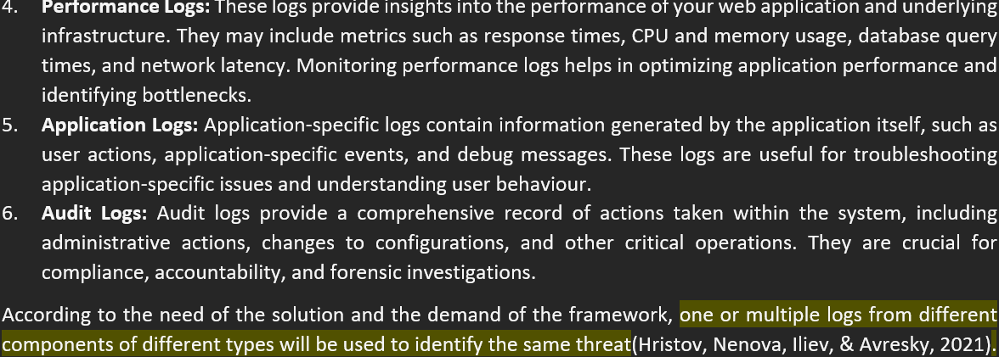 4. Performance Logs: These logs provide insights into the performance of your web application and underlying
infrastructure. They may include metrics such as response times, CPU and memory usage, database query
times, and network latency. Monitoring performance logs helps in optimizing application performance and
identifying bottlenecks.
5. Application Logs: Application-specific logs contain information generated by the application itself, such as
user actions, application-specific events, and debug messages. These logs are useful for troubleshooting
application-specific issues and understanding user behaviour.
6. Audit Logs: Audit logs provide a comprehensive record of actions taken within the system, including
administrative actions, changes to configurations, and other critical operations. They are crucial for
compliance, accountability, and forensic investigations.
According to the need of the solution and the demand of the framework, one or multiple logs from different
components of different types will be used to identify the same threat(Hristov, Nenova, Iliev, & Avresky, 2021).